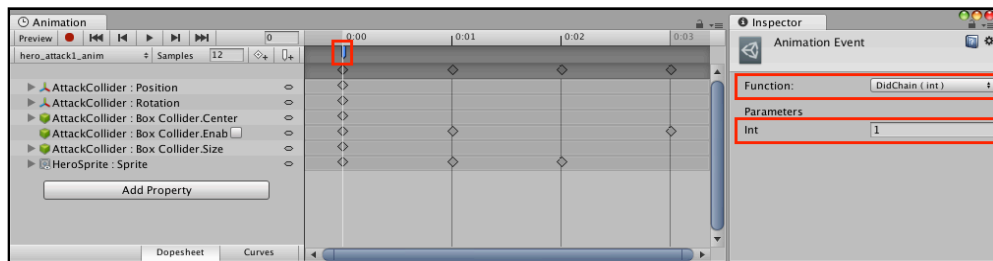 Animation
Preview 0 0:00 0:01 0:02 0:03
hero_attack1_anim Samples 12
AttackCollider : Position
AttackCollider : Rotation
AttackCollider : Box Collider.Center
AttackCollider : Box Collider.Enab
AttackCollider : Box Collider.Size
HeroSprite : Sprite
Add Property
Dopesheet Curves
Inspector
Animation Event
Function: DidChain ( int )
Parameters
Int 1